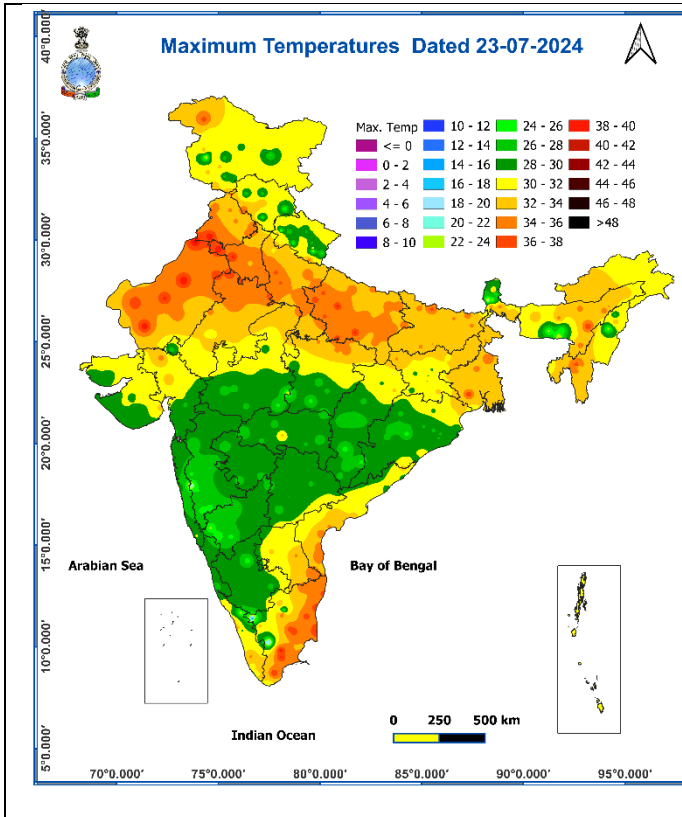 Maximum Temperatures Dated 23-07-2024
Max. Temp
<= 0
0 - 2
2 - 4
4 - 6
6 - 8
8 - 10
10 - 12
12 - 14
14 - 16
16 - 18
18 - 20
20 - 22
22 - 24
24 - 26
26 - 28
28 - 30
30 - 32
32 - 34
34 - 36
36 - 38
38 - 40
40 - 42
42 - 44
44 - 46
46 - 48
>48
40°0.000'
35°0.000'
30°0.000'
25°0.000'
20°0.000'
15°0.000'
10°0.000'
5°0.000'
Arabian Sea
Bay of Bengal
Indian Ocean
0 250 500 km
70°0.000' 75°0.000' 80°0.000' 85°0.000' 90°0.000' 95°0.000'